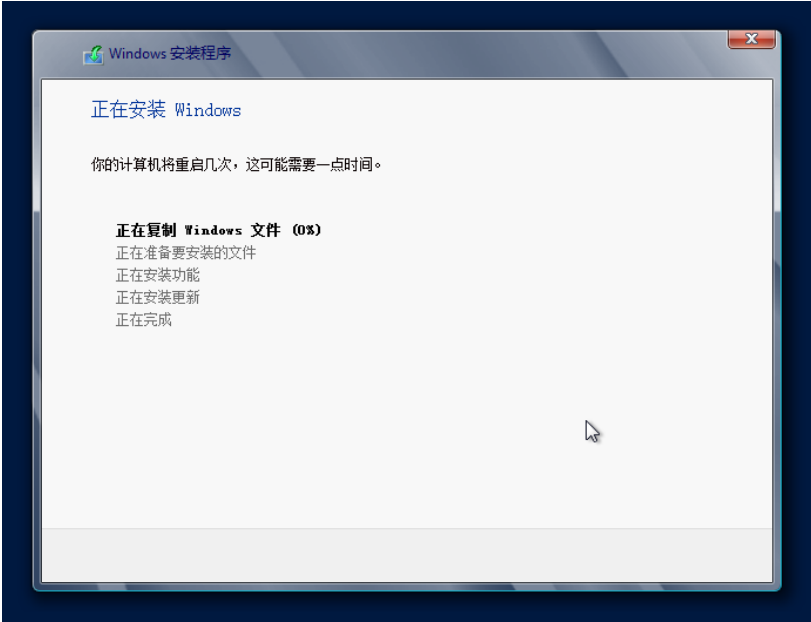 Windows 安装程序
正在安装 Windows
你的计算机将重启几次，这可能需要一点时间。
正在复制 Windows 文件 (0%)
正在准备要安装的文件
正在安装功能
正在安装更新
正在完成